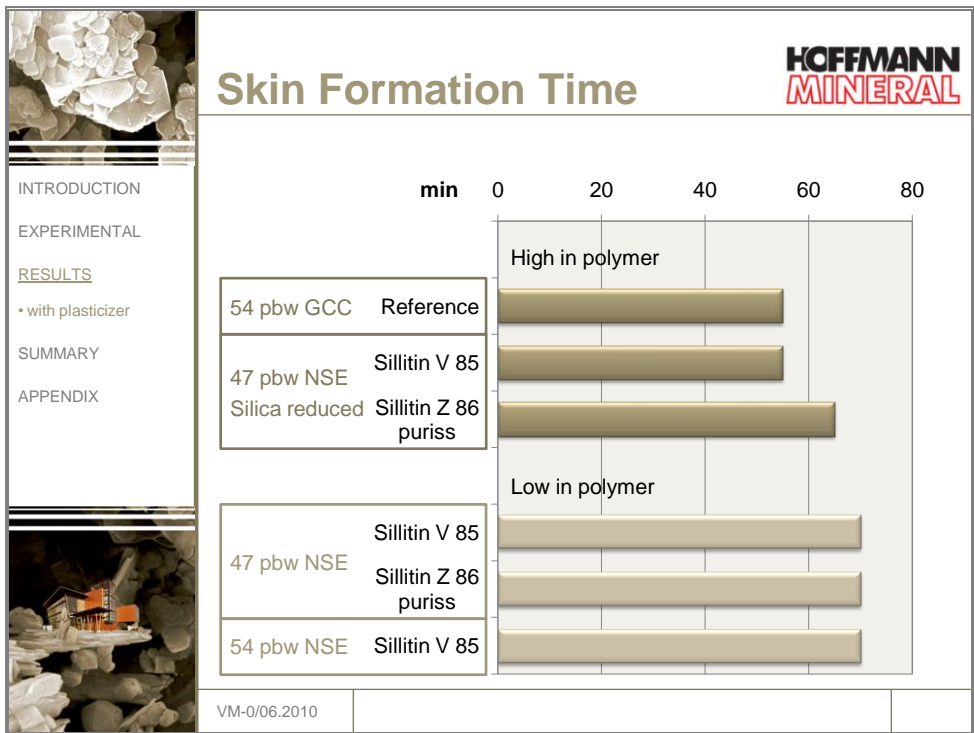 Skin Formation Time
HOFFMANN
MINERAL
INTRODUCTION
EXPERIMENTAL
RESULTS
• with plasticizer
SUMMARY
APPENDIX
min 0 20 40 60 80
High in polymer
54 pbw GCC Reference
47 pbw NSE
Silica reduced
Sillitin V 85
Sillitin Z 86
puriss
Low in polymer
47 pbw NSE
Sillitin V 85
Sillitin Z 86
puriss
54 pbw NSE Sillitin V 85
VM-0/06.2010